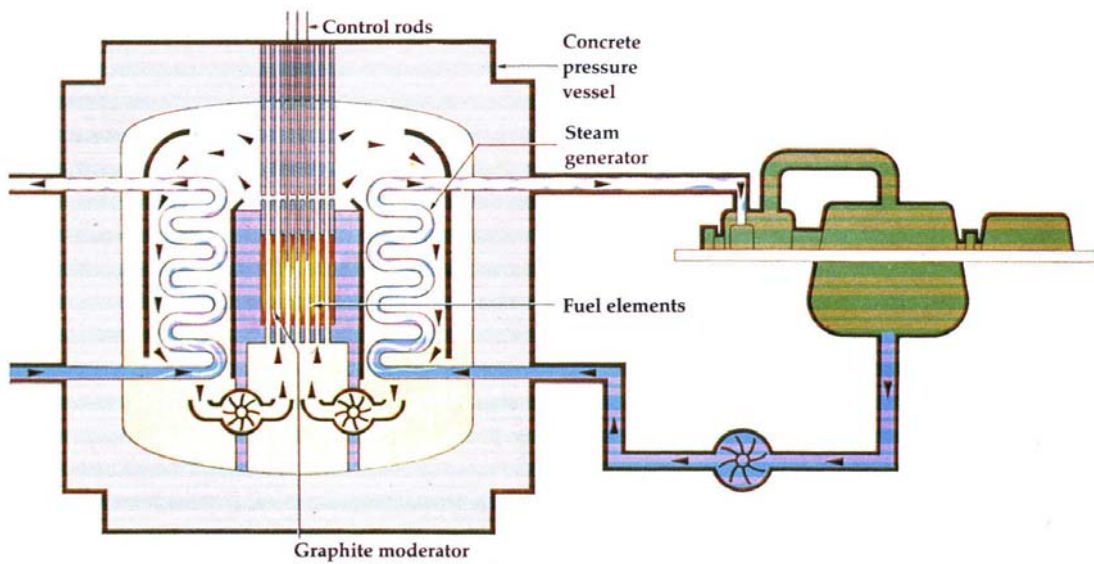 Control rods
Concrete
pressure
vessel
Steam
generator
Fuel elements
Graphite moderator